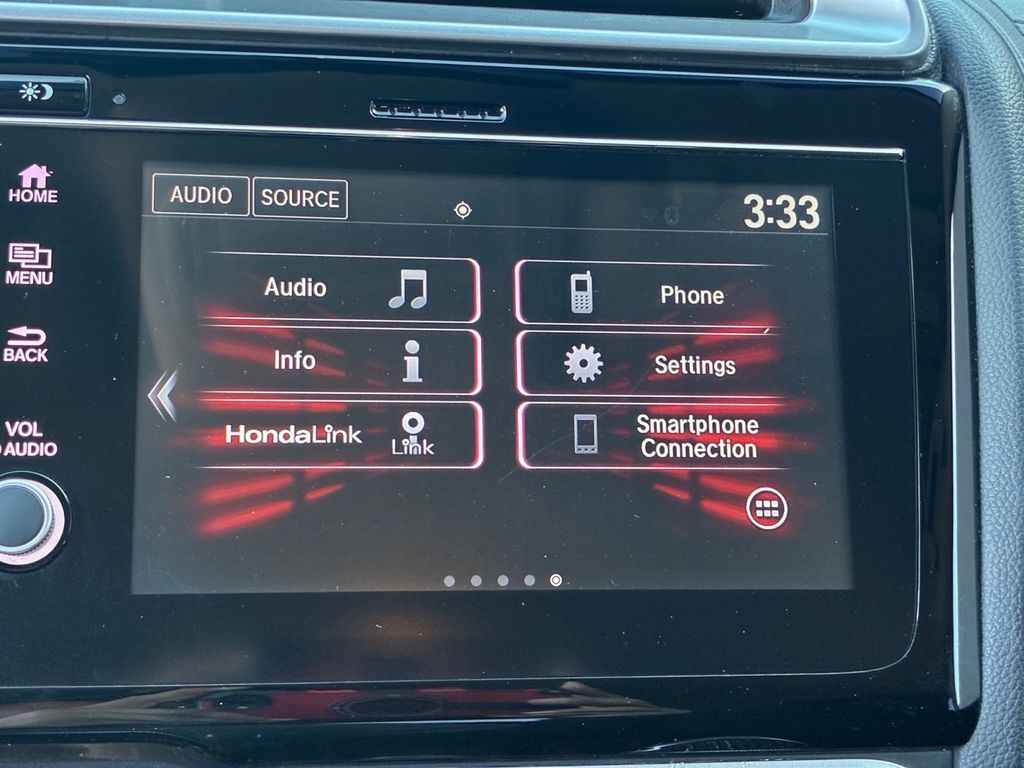 AUDIO SOURCE 3:33
HOME
MENU
BACK
VOL
AUDIO
Audio
Phone
Info
Settings
HondaLink
Link
Smartphone
Connection